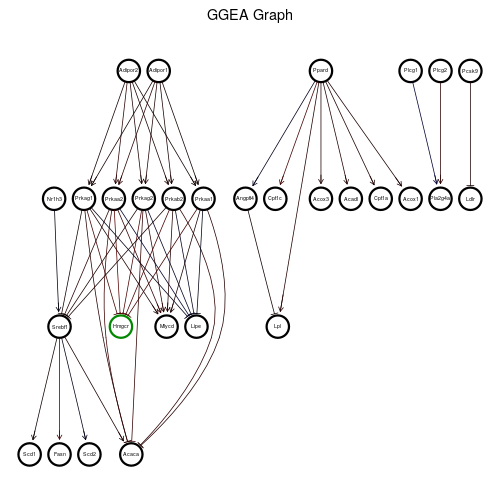 GGEA Graph
Adipor2 Adipor1 Ppard Plcg1 Plcg2 Pcsk9
Nr1h3 Prkag1 Prkaa2 Prkag2 Prkab2 Prkaa1 Angptl4 Cpt1c Acox3 Acadl Cpt1a Acox1 Pla2g4a Ldlr
Srebf1 Hmgcr Mlycd Lipe Lpl
Scd1 Fasn Scd2 Acaca